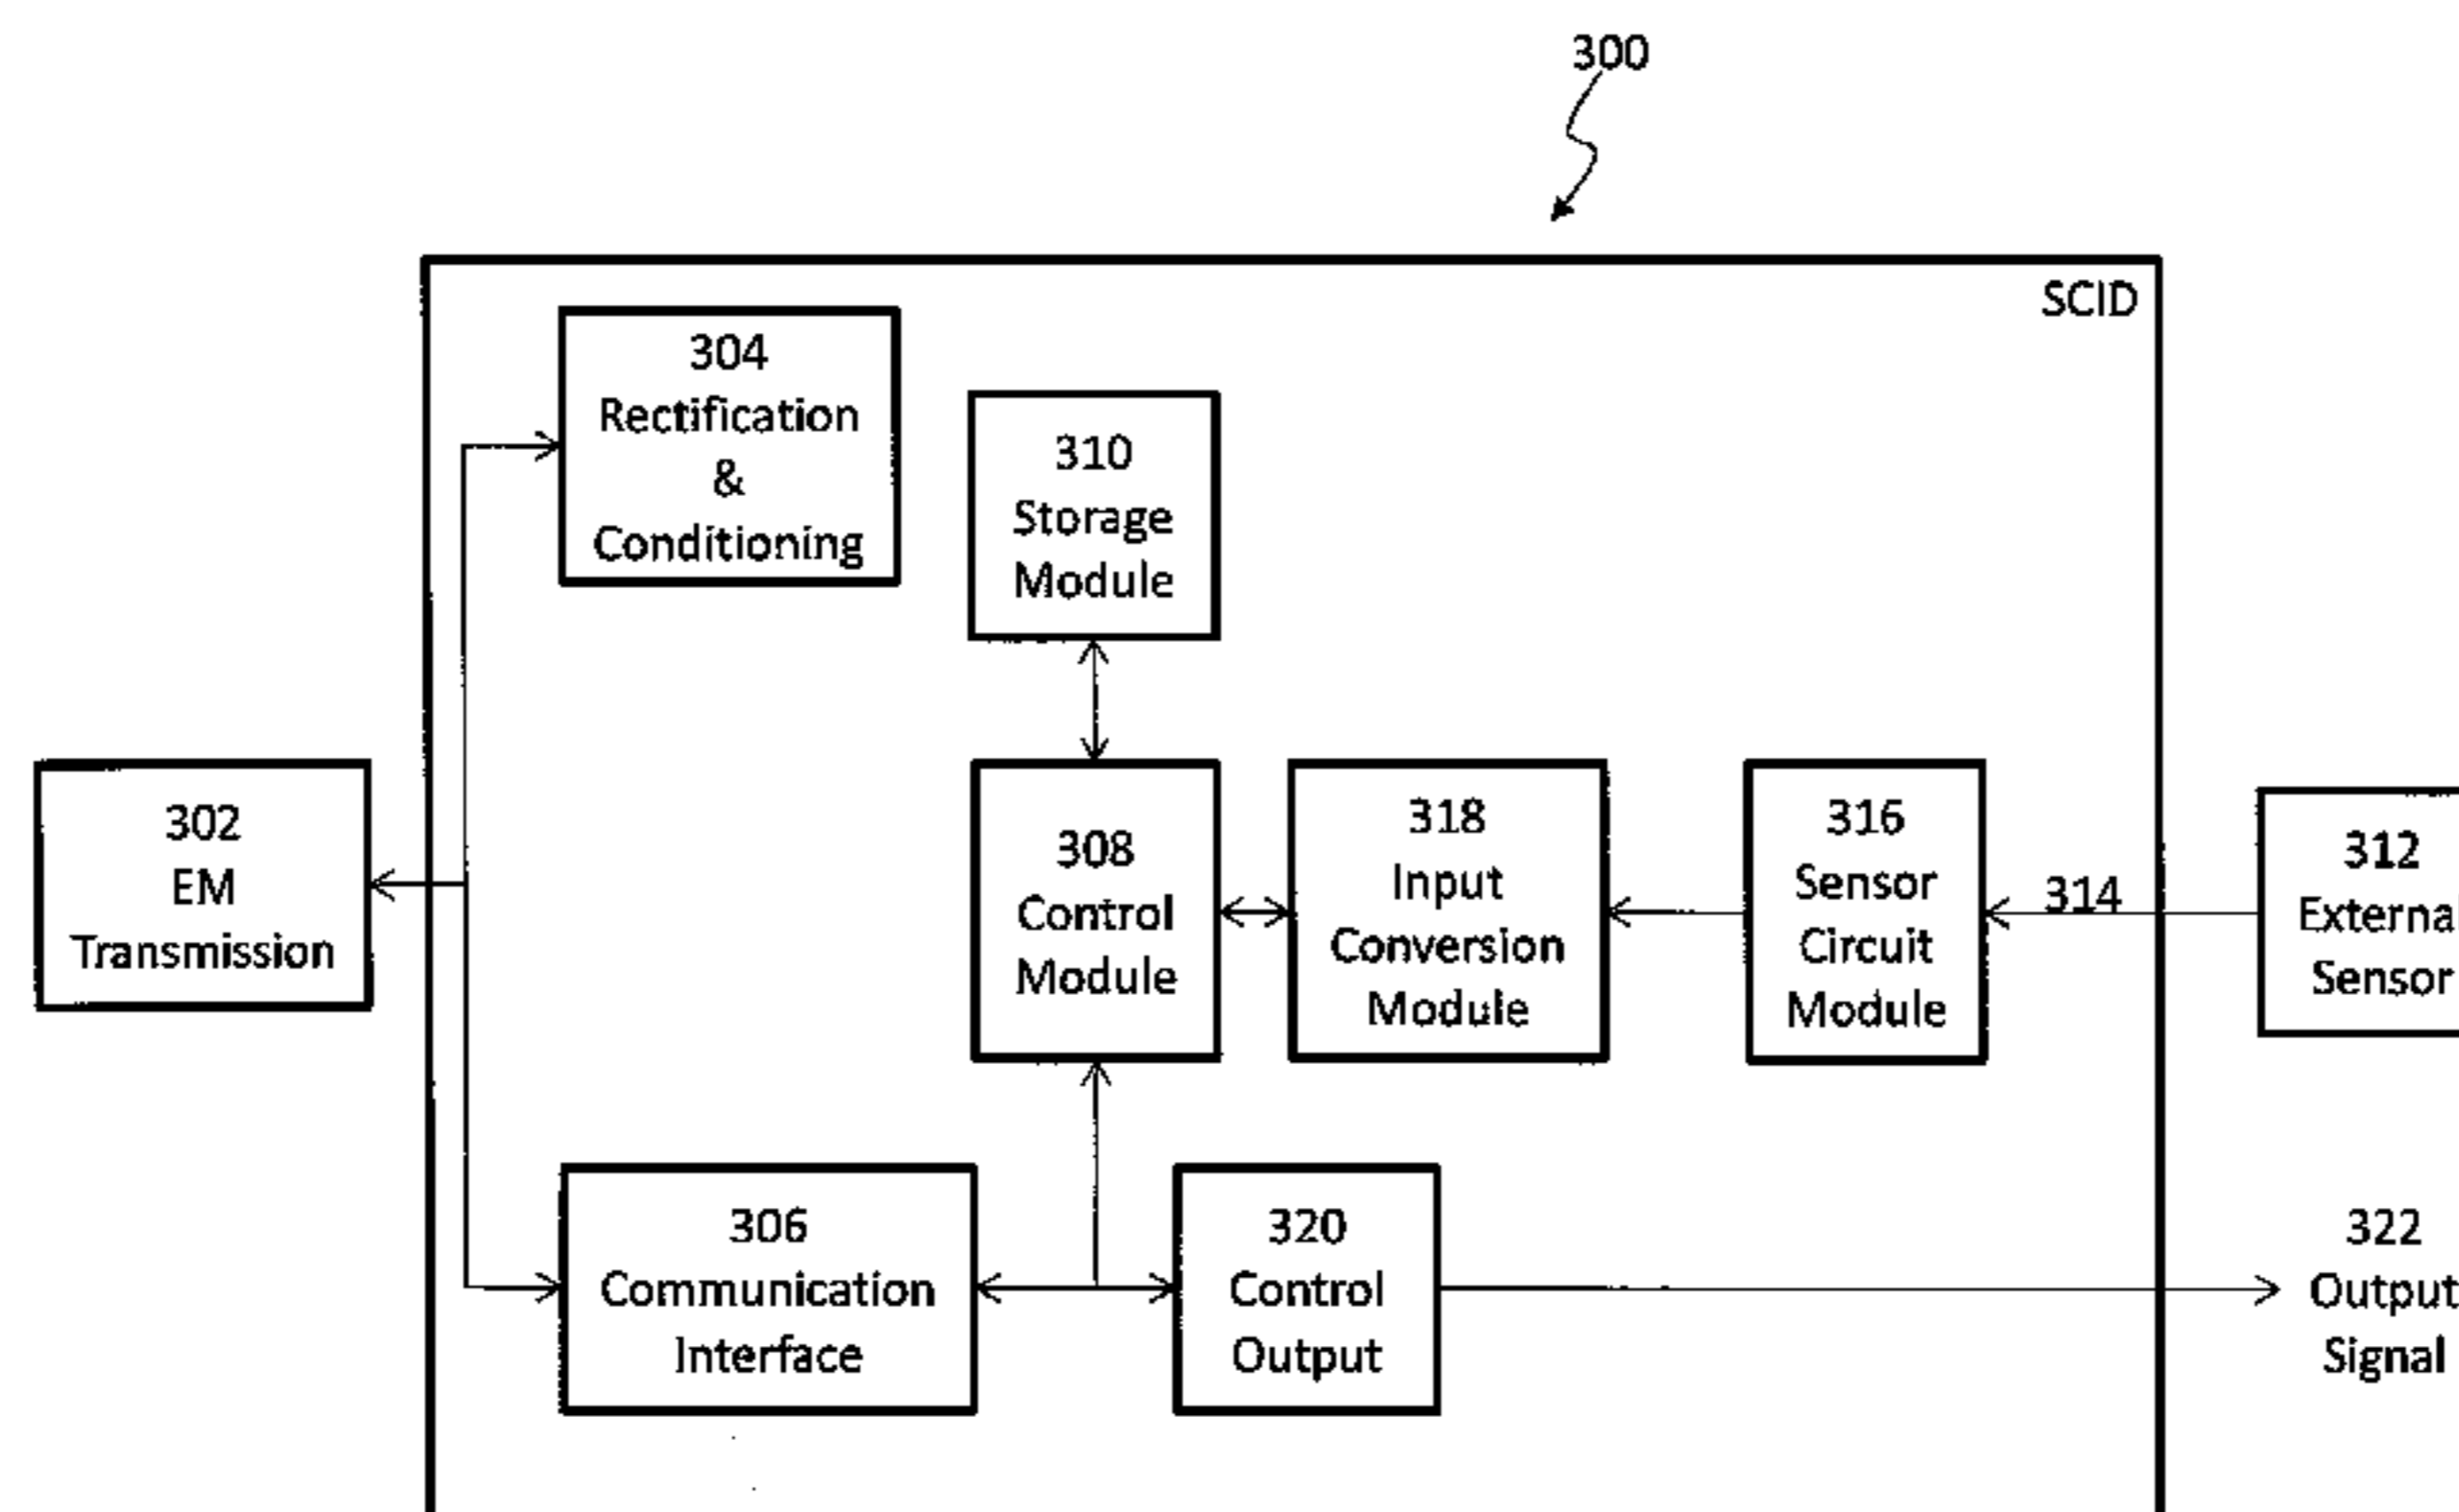 300
SCID
304
Rectification
&
Conditioning
310
Storage
Module
302
EM
Transmission
308
Control
Module
318
Input
Conversion
Module
316
Sensor
Circuit
Module
314
312
External
Sensor
306
Communication
Interface
320
Control
Output
322
Output
Signal